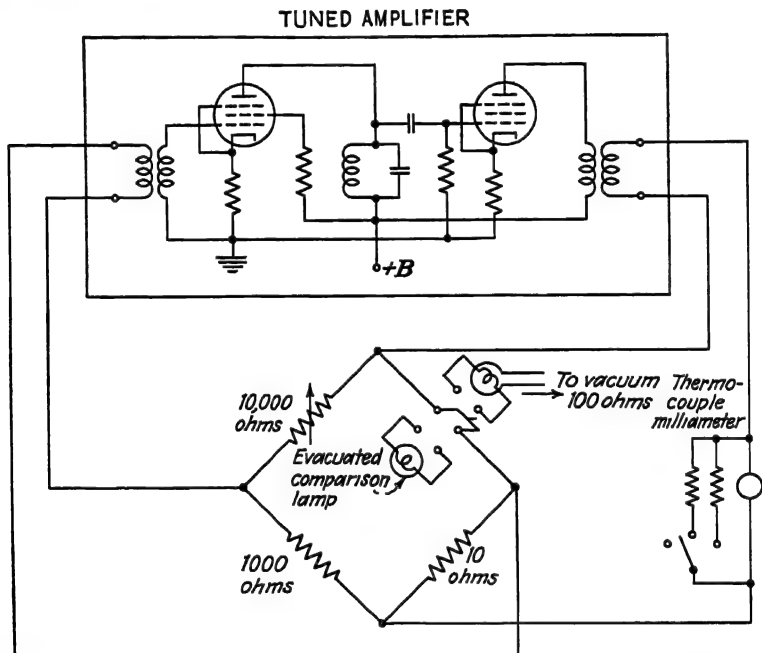 TUNED AMPLIFIER
+B
10,000
ohms
To vacuum
100 ohms
Thermo-
couple
milliameter
Evacuated
comparison
lamp
1000
ohms
10
ohms